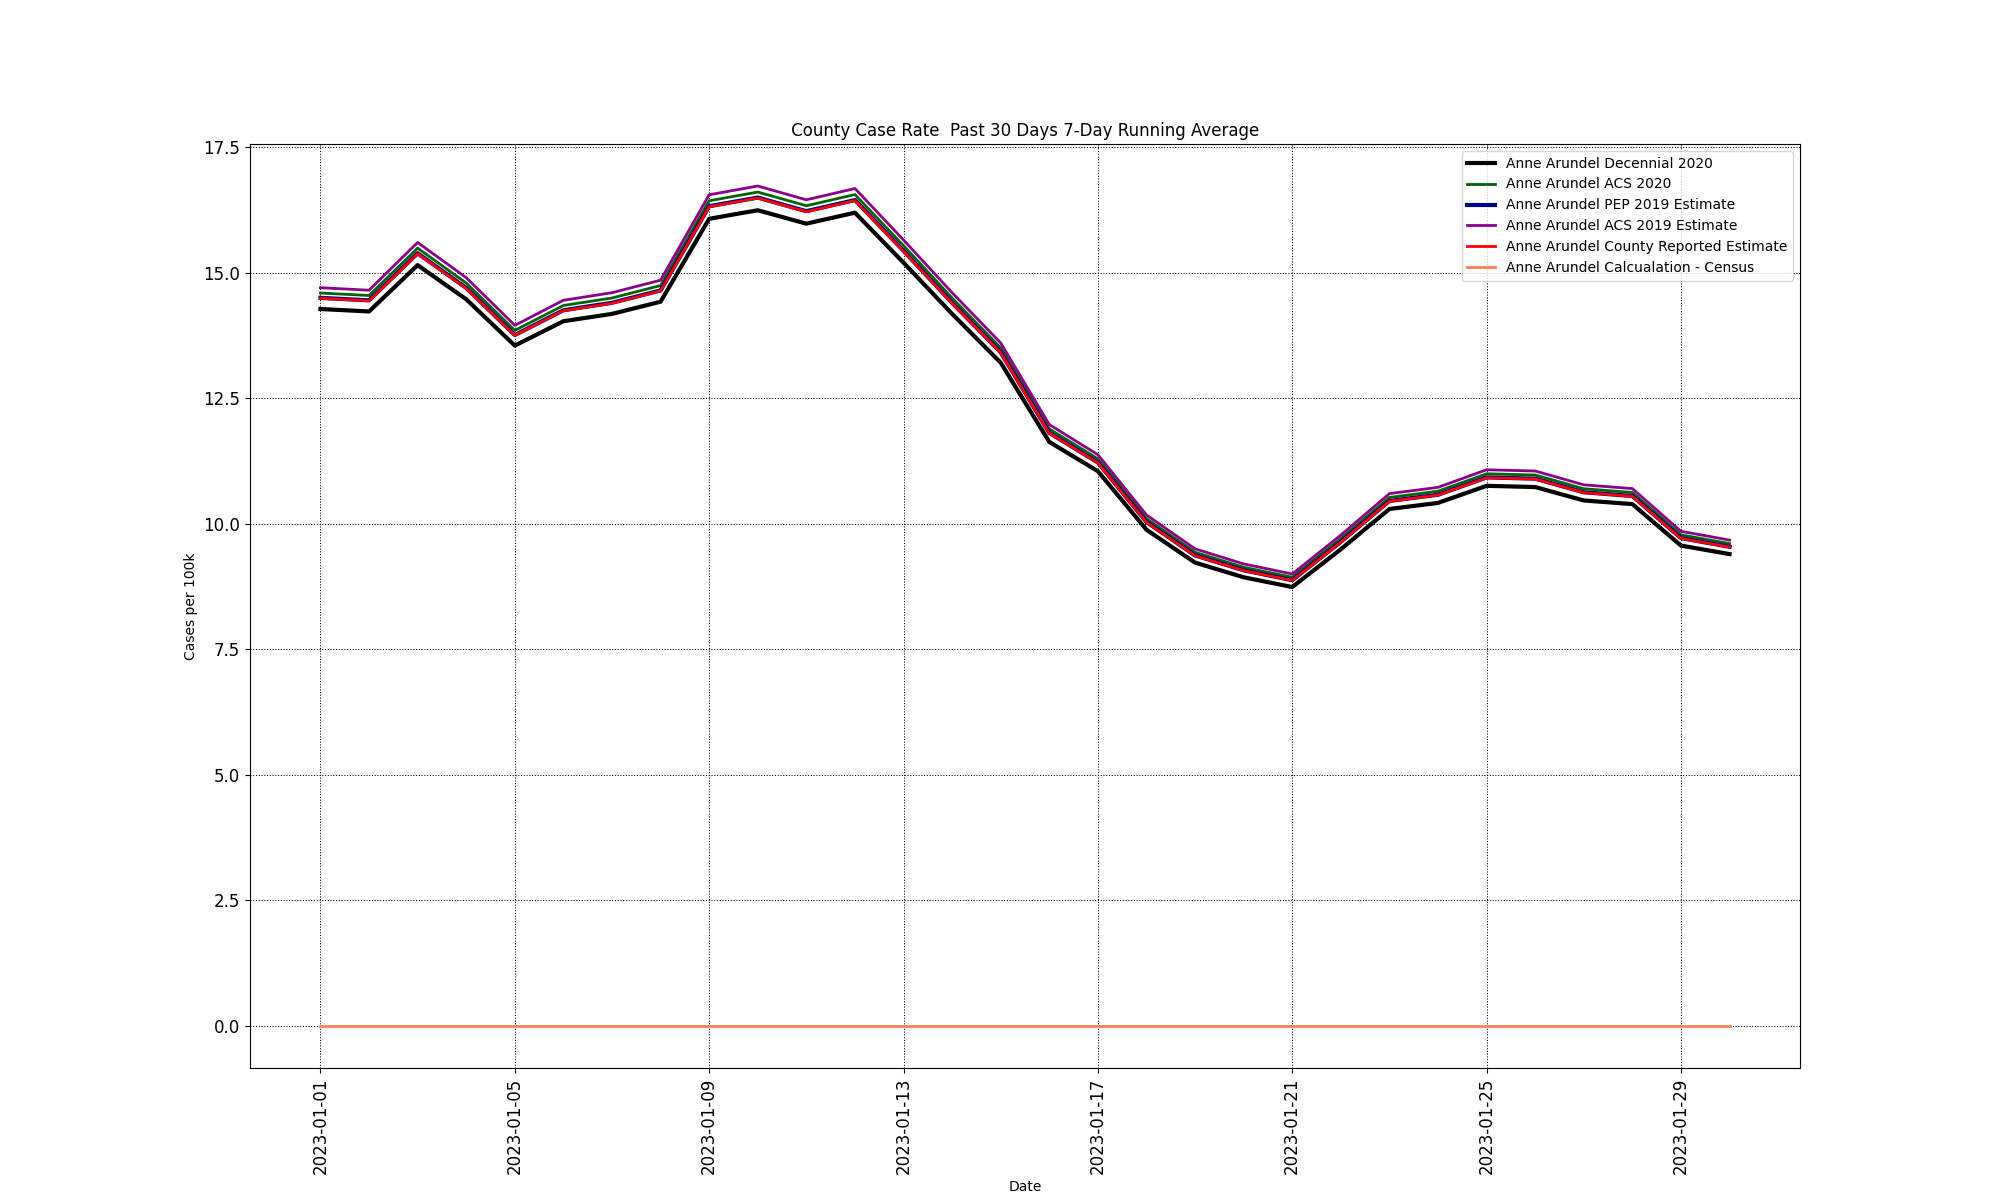 County Case Rate  Past 30 Days 7-Day Running Average
Anne Arundel Decennial 2020
Anne Arundel ACS 2020
Anne Arundel PEP 2019 Estimate
Anne Arundel ACS 2019 Estimate
Anne Arundel County Reported Estimate
Anne Arundel Calcualation - Census
Cases per 100k
17.5
15.0
12.5
10.0
7.5
5.0
2.5
0.0
2023-01-01
2023-01-05
2023-01-09
2023-01-13
2023-01-17
2023-01-21
2023-01-25
2023-01-29
Date